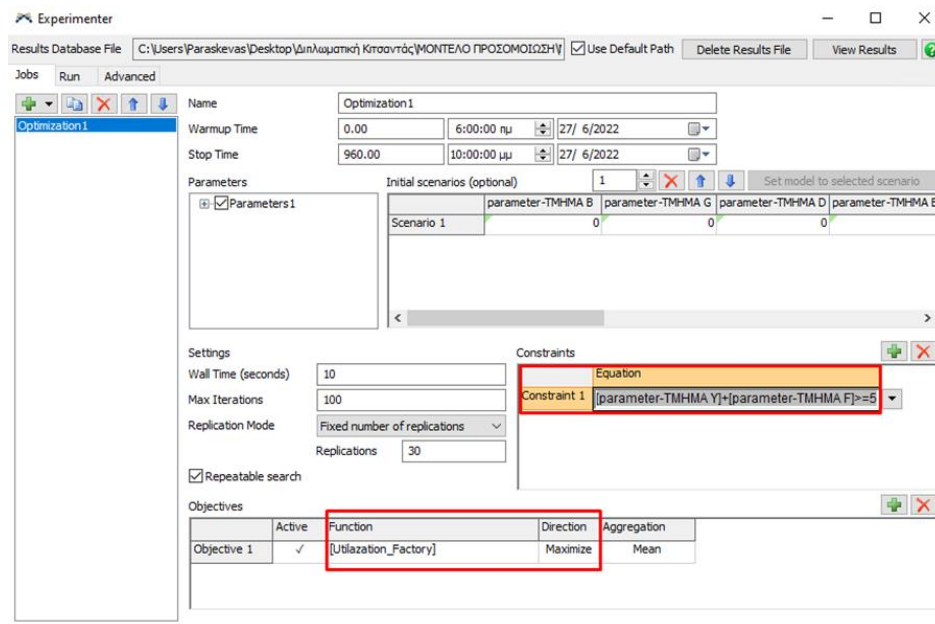 Experimenter
Results Database File C:\Users\Paraskevas\Desktop\Διπλωματική Κιτσαντάς\ΜΟΝΤΕΛΟ ΠΡΟΣΟΜΟΙΩΣΗ\ Use Default Path Delete Results File View Results ?
Jobs Run Advanced
Name Optimization1
Optimization1
Warmup Time 0.00 6:00:00 πμ 27/ 6/2022
Stop Time 960.00 10:00:00 μμ 27/ 6/2022
Parameters Initial scenarios (optional) 1 Set model to selected scenario
Parameters1
parameter-TMHMA B parameter-TMHMA G parameter-TMHMA D parameter-TMHMA E
Scenario 1 0 0 0
Settings Constraints
Wall Time (seconds) 10 Equation
Max Iterations 100 Constraint 1 [parameter-TMHMA Y]+[parameter-TMHMA F]>=5
Replication Mode Fixed number of replications
Replications 30
Repeatable search
Objectives
Active Function Direction Aggregation
Objective 1 ✓ [Utilazation_Factory] Maximize Mean